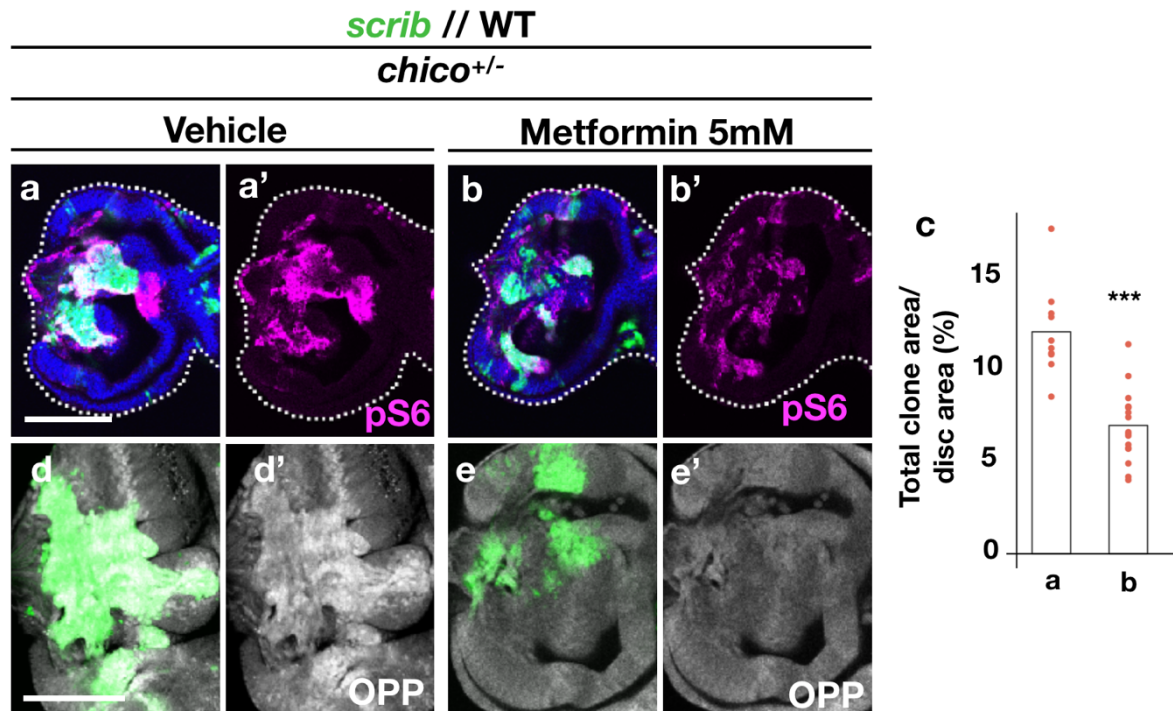 scrib // WT
chico+/-
Vehicle
Metformin 5mM
a
a’
b
b’
pS6
pS6
d
d’
e
e’
OPP
OPP
c
Total clone area/
disc area (%)
15
10
5
0
***
a
b